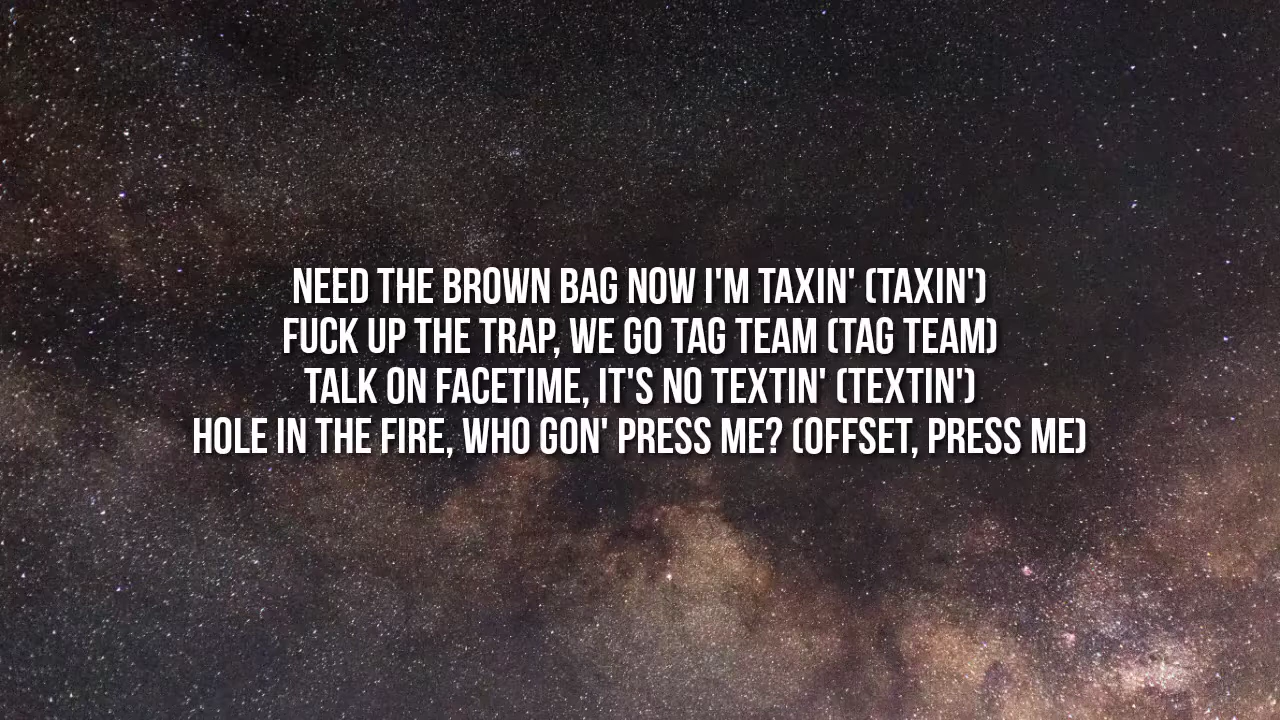 NEED THE BROWN BAG NOW I'M TAXIN' (TAXIN')
FUCK UP THE TRAP, WE GO TAG TEAM (TAG TEAM)
TALK ON FACETIME, IT'S NO TEXTIN' (TEXTIN')
HOLE IN THE FIRE, WHO GON' PRESS ME? (OFFSET, PRESS ME)